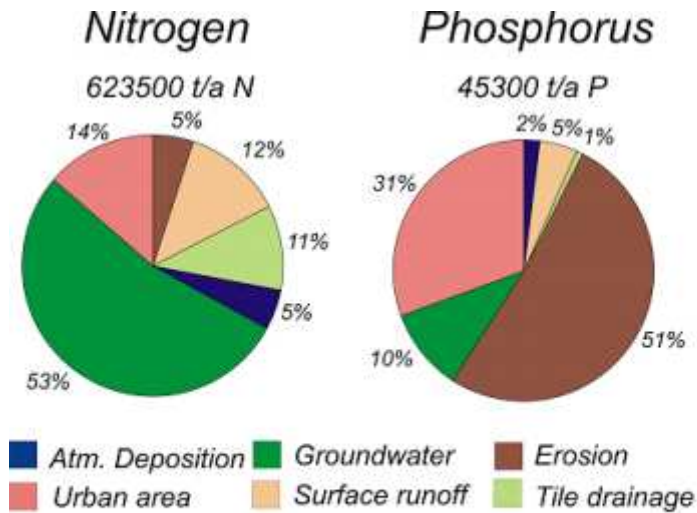 Nitrogen
623500 t/a N
5%
12%
11%
5%
53%
14%
Phosphorus
45300 t/a P
2%
5%
1%
51%
10%
31%
Atm. Deposition
Groundwater
Erosion
Urban area
Surface runoff
Tile drainage